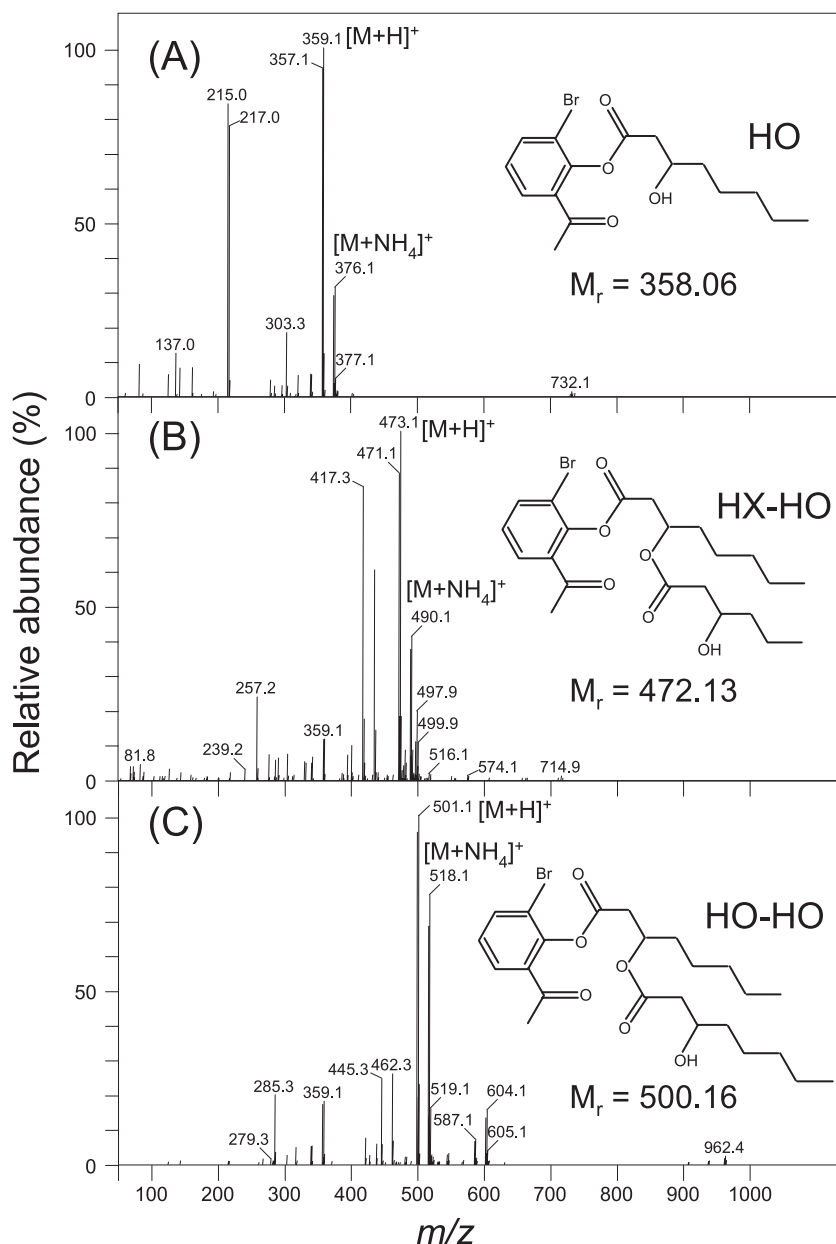 (A)
359.1 [M+H]+
357.1
215.0
217.0
[M+NH4]+
376.1
303.3
137.0
377.1
732.1
Br
O
O
OH
O
HO
Mr = 358.06
100
50
0
(B)
473.1 [M+H]+
471.1
417.3
[M+NH4]+
490.1
257.2
497.9
499.9
359.1
239.2
81.8
516.1
574.1
714.9
Br
O
O
O
O
O
OH
HX-HO
Mr = 472.13
100
50
0
(C)
501.1 [M+H]+
[M+NH4]+
518.1
445.3
462.3
285.3
359.1
279.3
519.1
604.1
587.1
605.1
962.4
Br
O
O
O
O
O
OH
HO-HO
Mr = 500.16
100
50
0
Relative abundance (%)
100 200 300 400 500 600 700 800 900 1000
m/z